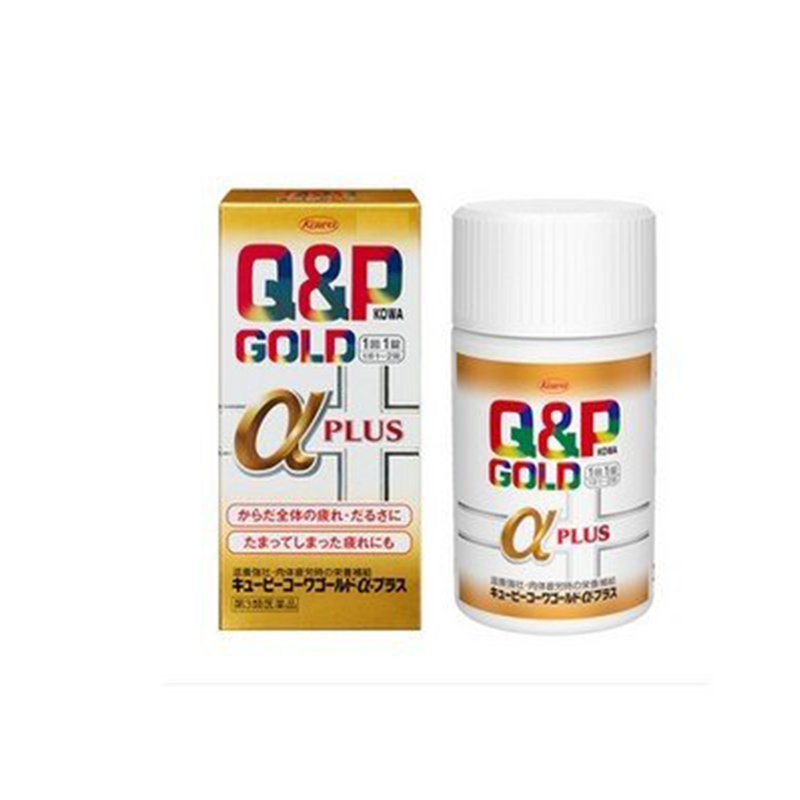 Kowa
Q&P
KOWA
GOLD
1回1錠
1日1~2回
α PLUS
からだ全体の疲れ・だるさに
たまってしまった疲れにも
滋養強壮・肉体疲労時の栄養補給
キューピーコーワゴールドα-プラス
第3類医薬品
Kowa
Q&P
KOWA
GOLD
1回1錠
1日1~2回
α PLUS
滋養強壮・肉体疲労時の栄養補給
キューピーコーワゴールドα-プラス